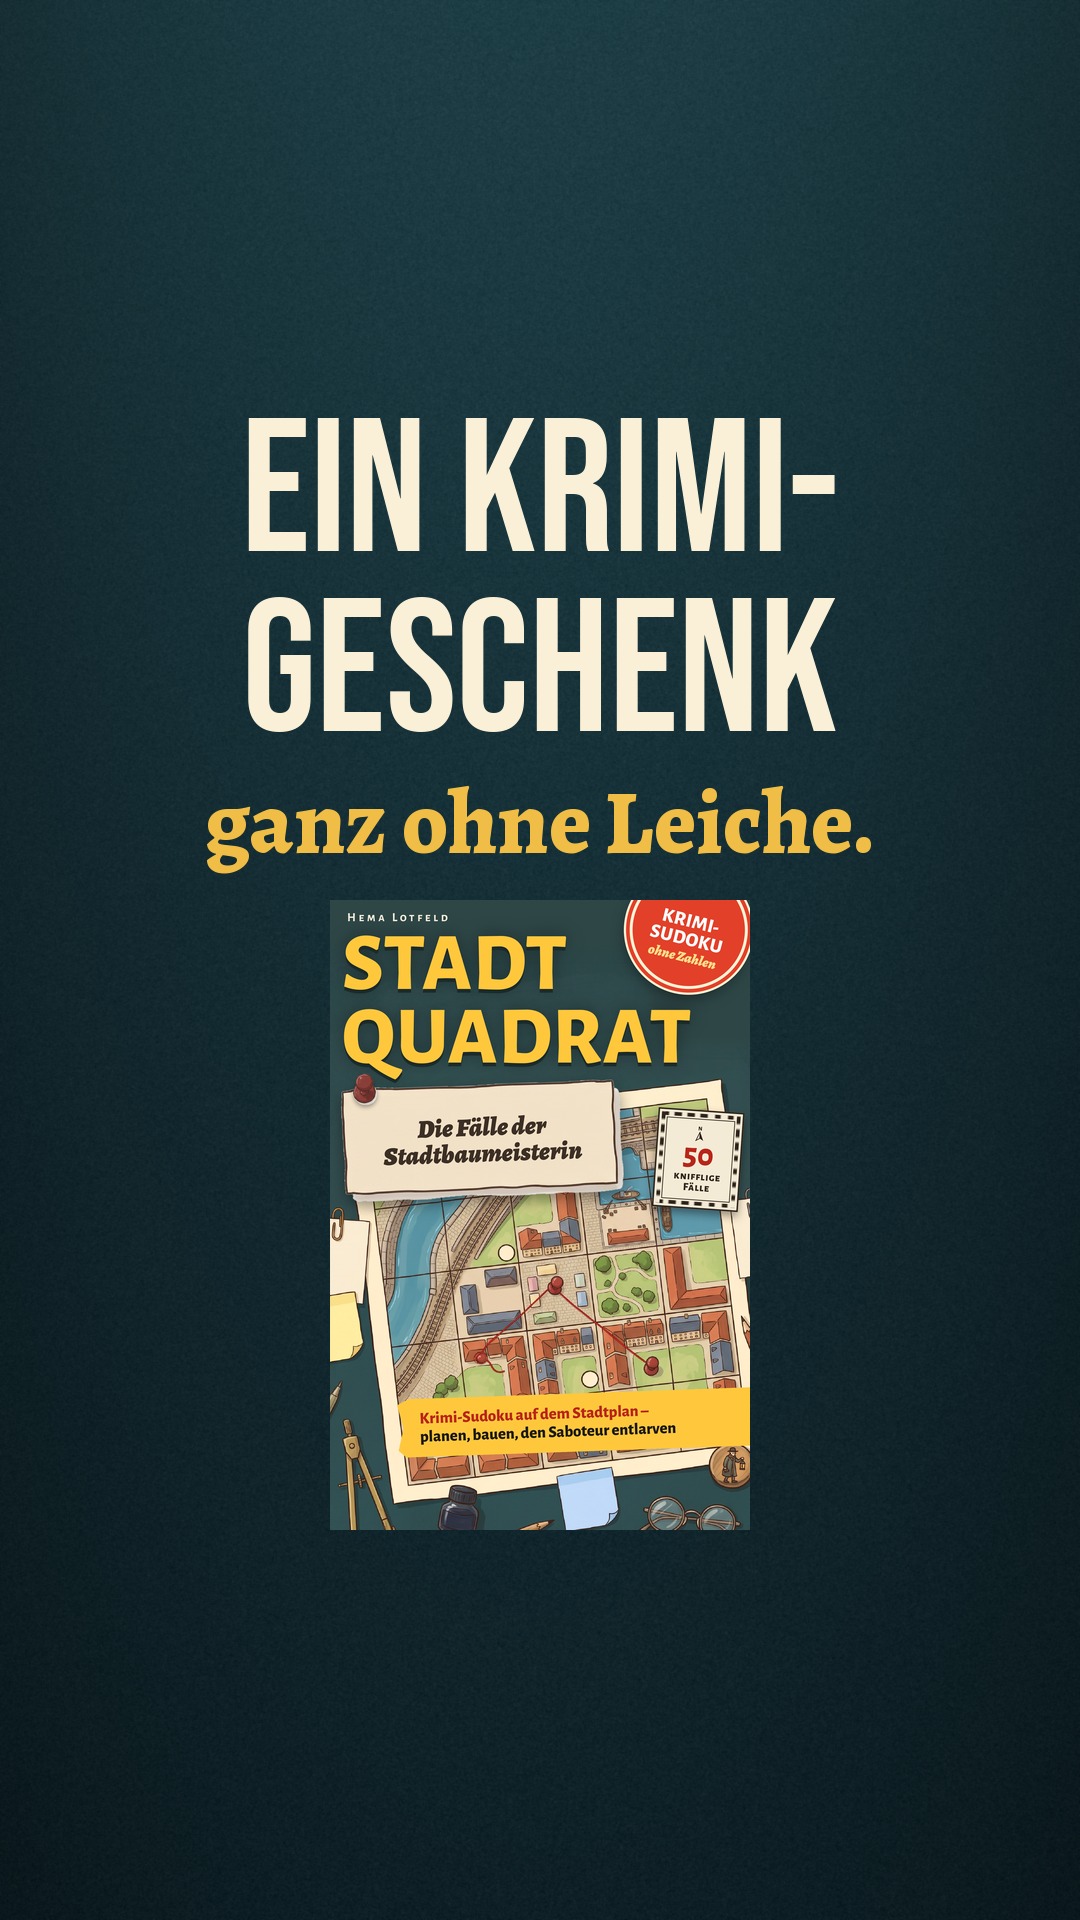 EIN KRIMI-
GESCHENK
ganz ohne Leiche.
HEMA LOTFELD
KRIMI-
SUDOKU
ohne Zahlen
STADT
QUADRAT
Die Fälle der
Stadtbaumeisterin
N
50
KNIFFLIGE
FÄLLE
Krimi-Sudoku auf dem Stadtplan –
planen, bauen, den Saboteur entlarven